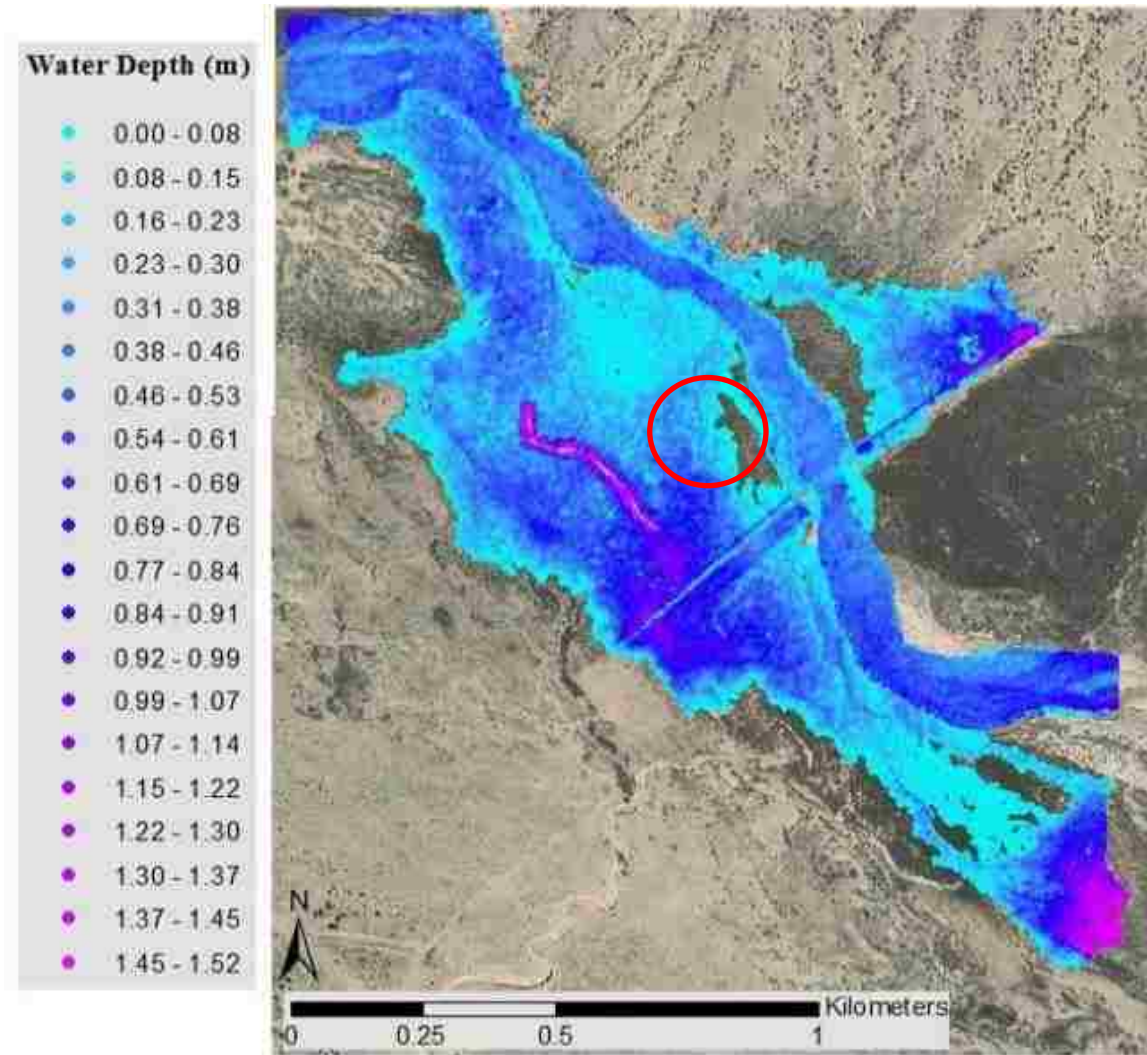 Water Depth (m)
0.00 - 0.08
0.08 - 0.15
0.16 - 0.23
0.23 - 0.30
0.31 - 0.38
0.38 - 0.46
0.46 - 0.53
0.54 - 0.61
0.61 - 0.69
0.69 - 0.76
0.77 - 0.84
0.84 - 0.91
0.92 - 0.99
0.99 - 1.07
1.07 - 1.14
1.15 - 1.22
1.22 - 1.30
1.30 - 1.37
1.37 - 1.45
1.45 - 1.52
N
Kilometers
0 0.25 0.5 1